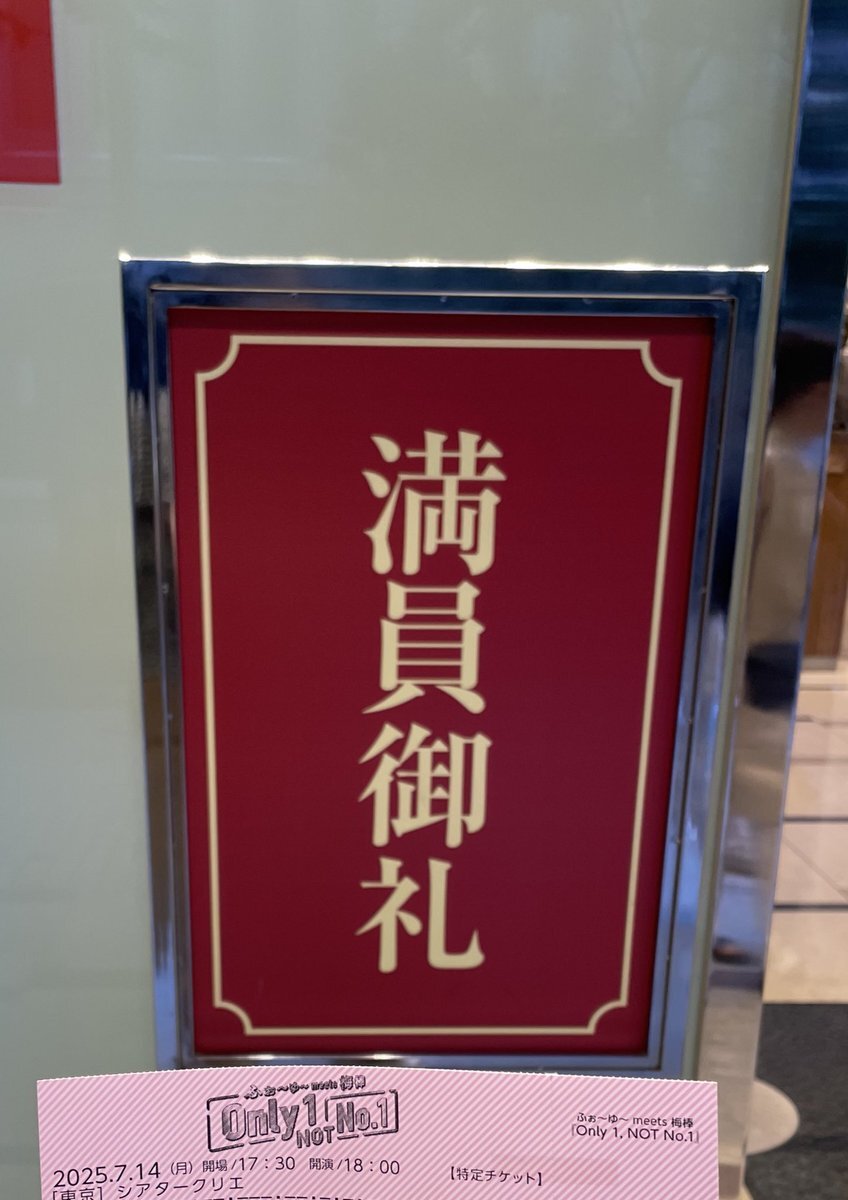 満員御礼
ふぉ～ゆ～ meets 梅棒
Only 1, NOT No.1
ふぉ～ゆ～ meets 梅棒
『Only 1, NOT No.1』
2025.7.14（月）開場/17：30 開演/18：00
【特定チケット】
［東京］シアタークリエ